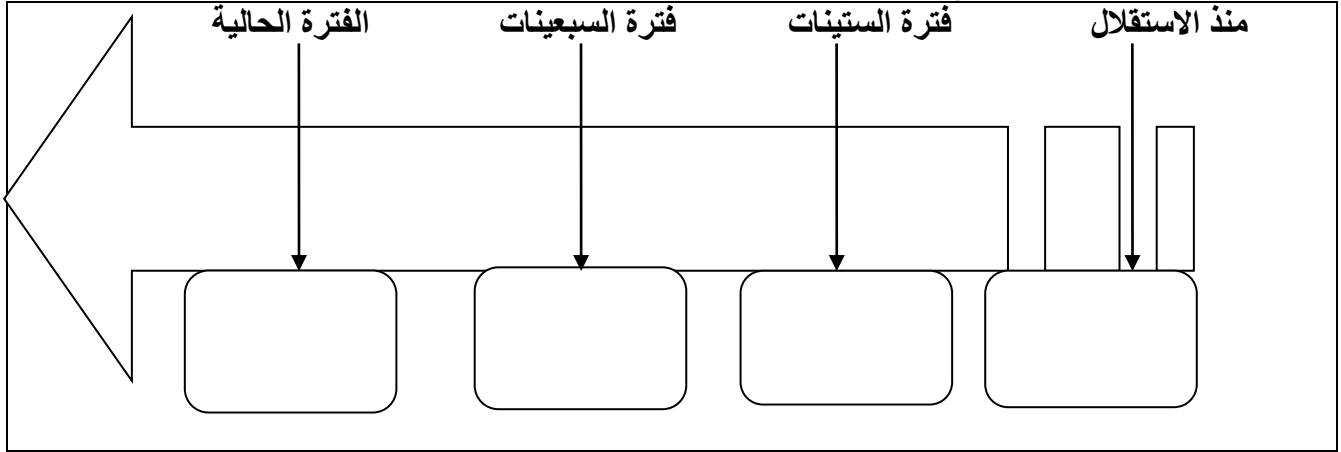 منذ الاستقلال
فترة الستينات
فترة السبعينات
الفترة الحالية